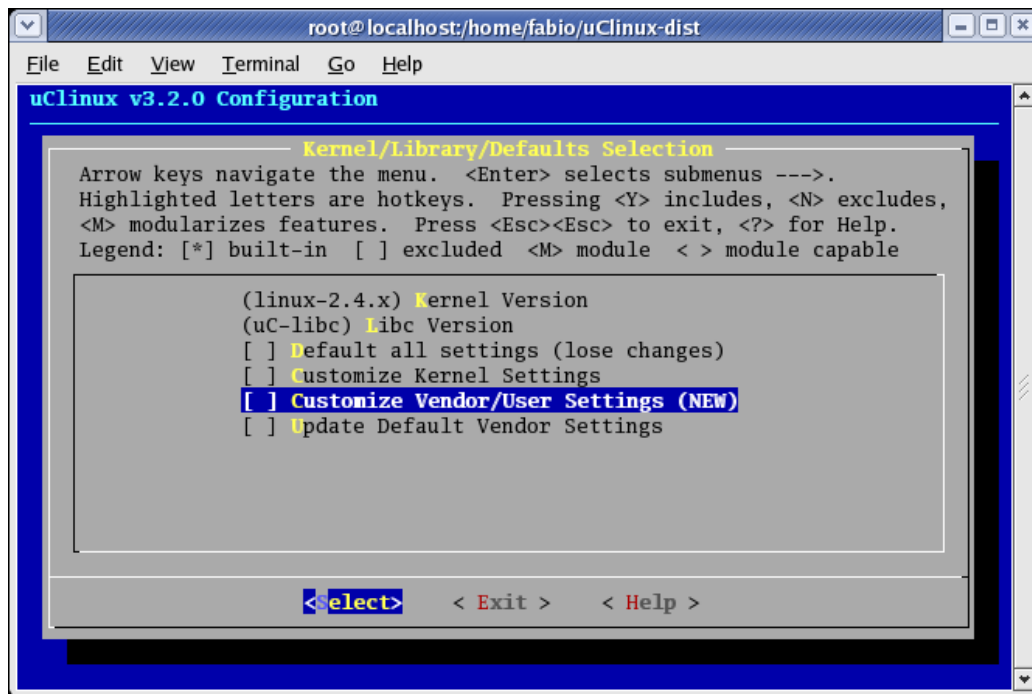 root@localhost:/home/fabio/uClinux-dist
File Edit View Terminal Go Help
uClinux v3.2.0 Configuration
Kernel/Library/Defaults Selection
Arrow keys navigate the menu. <Enter> selects submenus --->.
Highlighted letters are hotkeys. Pressing <Y> includes, <N> excludes,
<M> modularizes features. Press <Esc><Esc> to exit, <?> for Help.
Legend: [*] built-in [ ] excluded <M> module < > module capable
(linux-2.4.x) Kernel Version
(uC-libc) Libc Version
[ ] Default all settings (lose changes)
[ ] Customize Kernel Settings
[ ] Customize Vendor/User Settings (NEW)
[ ] Update Default Vendor Settings
<Select> < Exit > < Help >